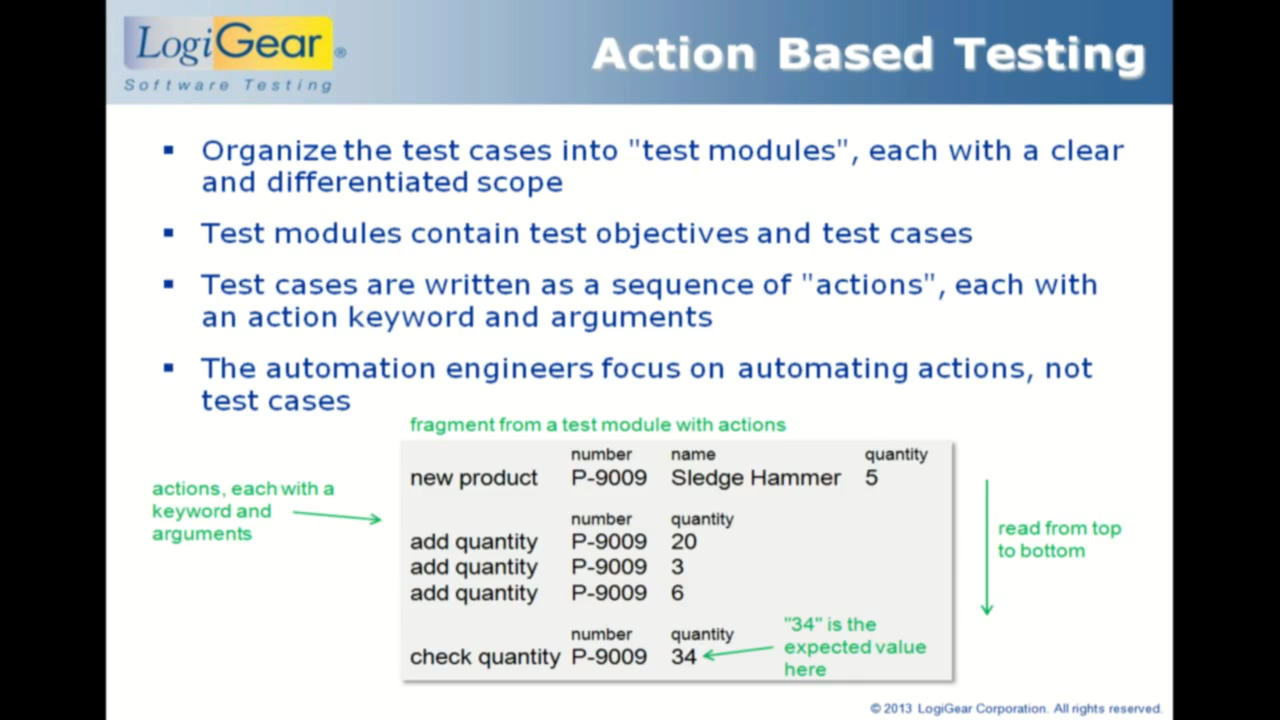 LogiGear®
Software Testing
Action Based Testing
▪ Organize the test cases into "test modules", each with a clear
and differentiated scope
▪ Test modules contain test objectives and test cases
▪ Test cases are written as a sequence of "actions", each with
an action keyword and arguments
▪ The automation engineers focus on automating actions, not
test cases
fragment from a test module with actions
number name quantity
new product P-9009 Sledge Hammer 5
number quantity
add quantity P-9009 20
add quantity P-9009 3
add quantity P-9009 6
number quantity
check quantity P-9009 34
actions, each with a
keyword and
arguments
read from top
to bottom
"34" is the
expected value
here
© 2013 LogiGear Corporation. All rights reserved.